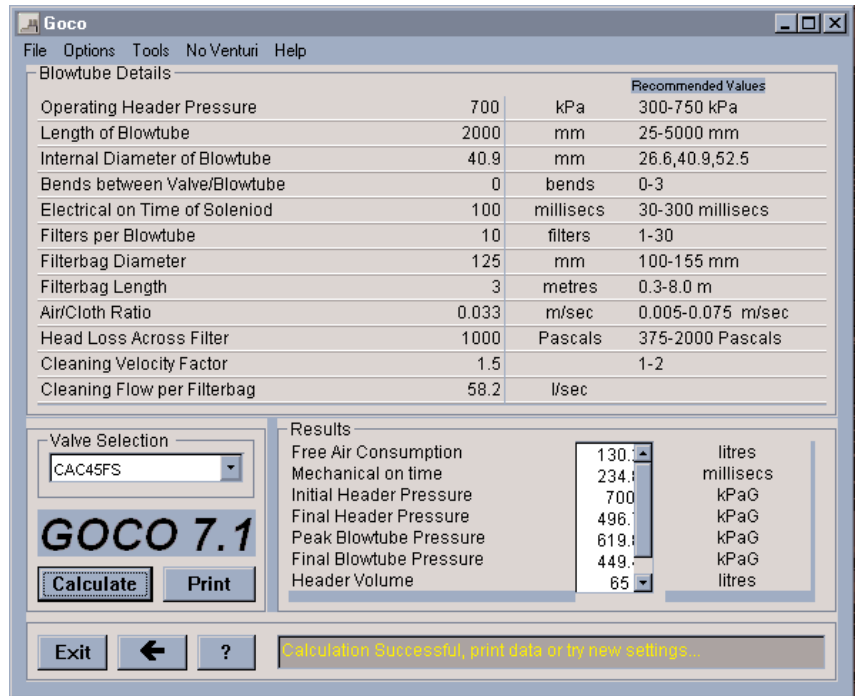 Goco
File Options Tools No Venturi Help
Blowtube Details
Recommended Values
Operating Header Pressure 700 kPa 300-750 kPa
Length of Blowtube 2000 mm 25-5000 mm
Internal Diameter of Blowtube 40.9 mm 26.6,40.9,52.5
Bends between Valve/Blowtube 0 bends 0-3
Electrical on Time of Soleniod 100 millisecs 30-300 millisecs
Filters per Blowtube 10 filters 1-30
Filterbag Diameter 125 mm 100-155 mm
Filterbag Length 3 metres 0.3-8.0 m
Air/Cloth Ratio 0.033 m/sec 0.005-0.075 m/sec
Head Loss Across Filter 1000 Pascals 375-2000 Pascals
Cleaning Velocity Factor 1.5 1-2
Cleaning Flow per Filterbag 58.2 l/sec
Valve Selection
CAC45FS
GOCO 7.1
Calculate Print
Results
Free Air Consumption 130. litres
Mechanical on time 234. millisecs
Initial Header Pressure 700 kPaG
Final Header Pressure 496. kPaG
Peak Blowtube Pressure 619. kPaG
Final Blowtube Pressure 449. kPaG
Header Volume 65 litres
Exit ?
Calculation Successful, print data or try new settings...